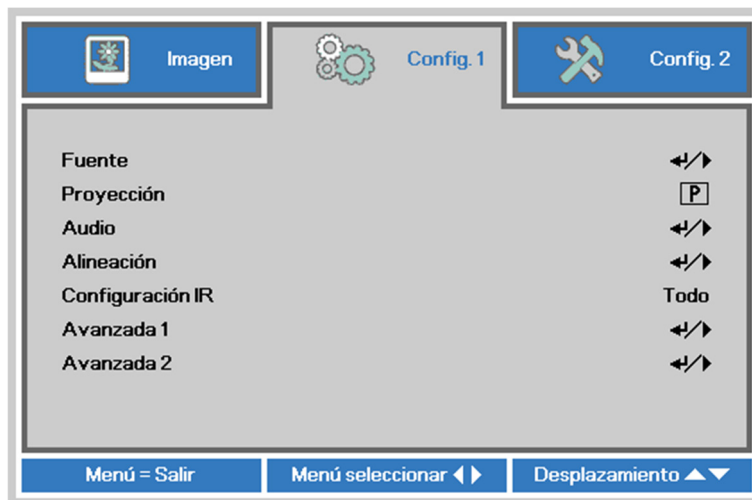 Imagen Config. 1 Config. 2
Fuente
Proyección P
Audio
Alineación
Configuración IR Todo
Avanzada 1
Avanzada 2
Menú = Salir Menú seleccionar Desplazamiento